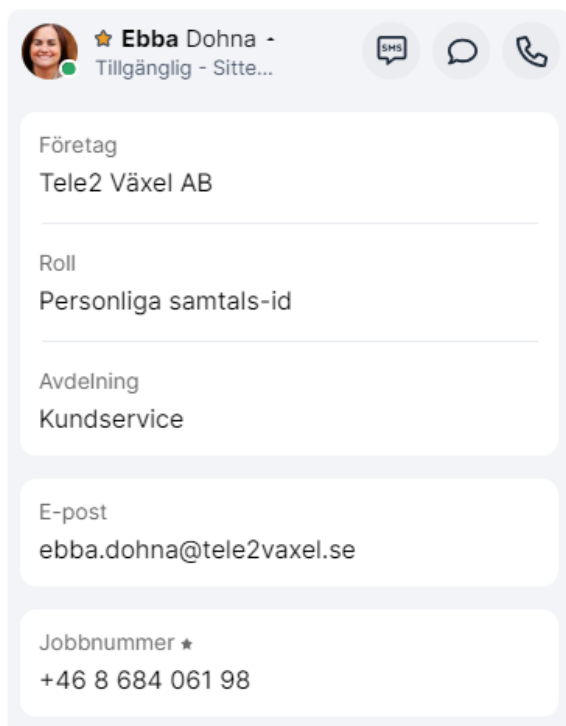 Ebba Dohna -
Tillgänglig - Sitte...
SMS
Företag
Tele2 Växel AB
Roll
Personliga samtals-id
Avdelning
Kundservice
E-post
ebba.dohna@tele2vaxel.se
Jobbnummer
+46 8 684 061 98